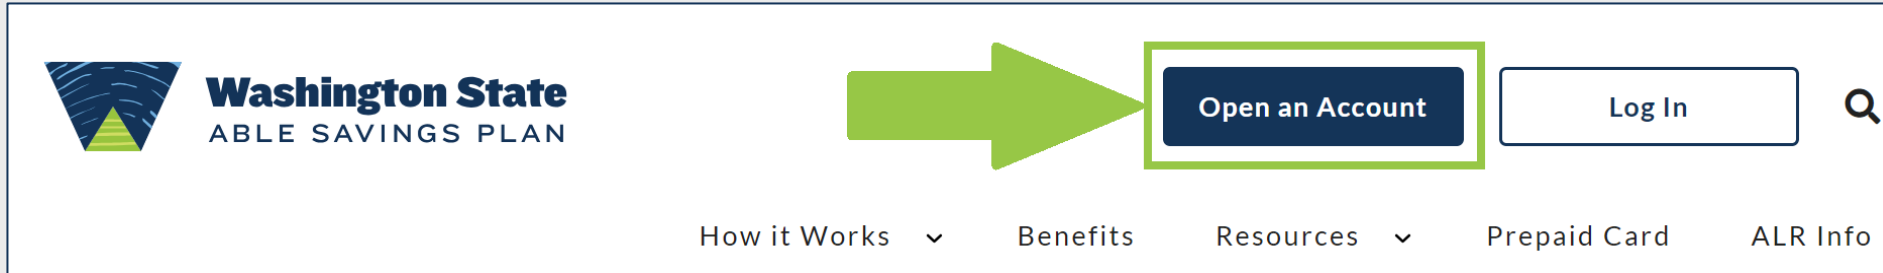 Washington State
ABLE SAVINGS PLAN
Open an Account
Log In
How it Works
Benefits
Resources
Prepaid Card
ALR Info